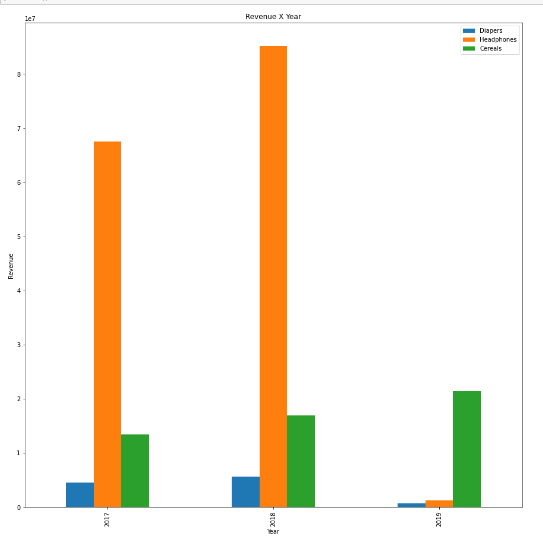 Revenue X Year
1e7
Diapers
Headphones
Cereals
8
7
6
5
4
3
2
1
0
Revenue
2017
2018
2019
Year